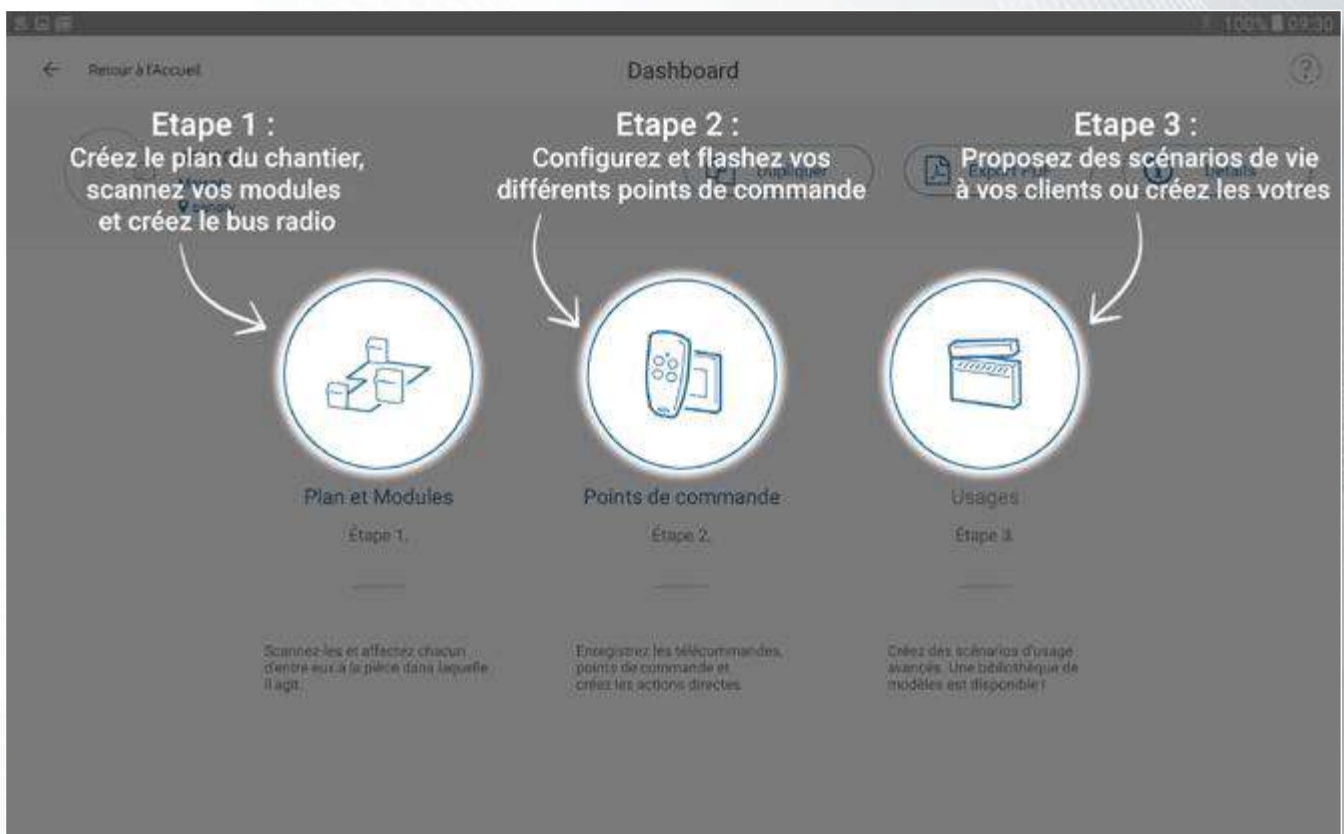 100% 09:30
Retour à l'Accueil
Dashboard
?
Etape 1 :
Créez le plan du chantier,
scannez vos modules
et créez le bus radio
Etape 2 :
Configurez et flashez vos
différents points de commande
Etape 3 :
Proposez des scénarios de vie
à vos clients ou créez les votres
Dupliquer
Export PDF
Détails
Plan et Modules
Étape 1.
Scannez-les et affectez chacun
d'entre eux à la pièce dans laquelle
il agit.
Points de commande
Étape 2.
Enregistrez les télécommandes,
points de commande et
créez les actions directes.
Usages
Étape 3.
Créez des scénarios d'usage
avancés. Une bibliothèque de
modèles est disponible !